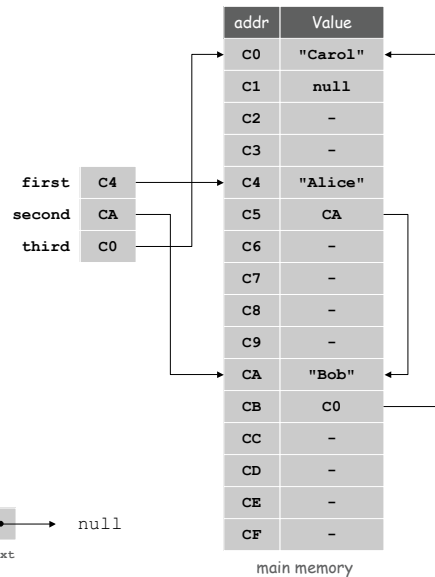 addr Value
C0 "Carol"
C1 null
C2 -
C3 -
first C4 C4 "Alice"
second CA C5 CA
third C0 C6 -
C7 -
C8 -
C9 -
CA "Bob"
CB C0
CC -
CD -
null CE -
CF -
main memory